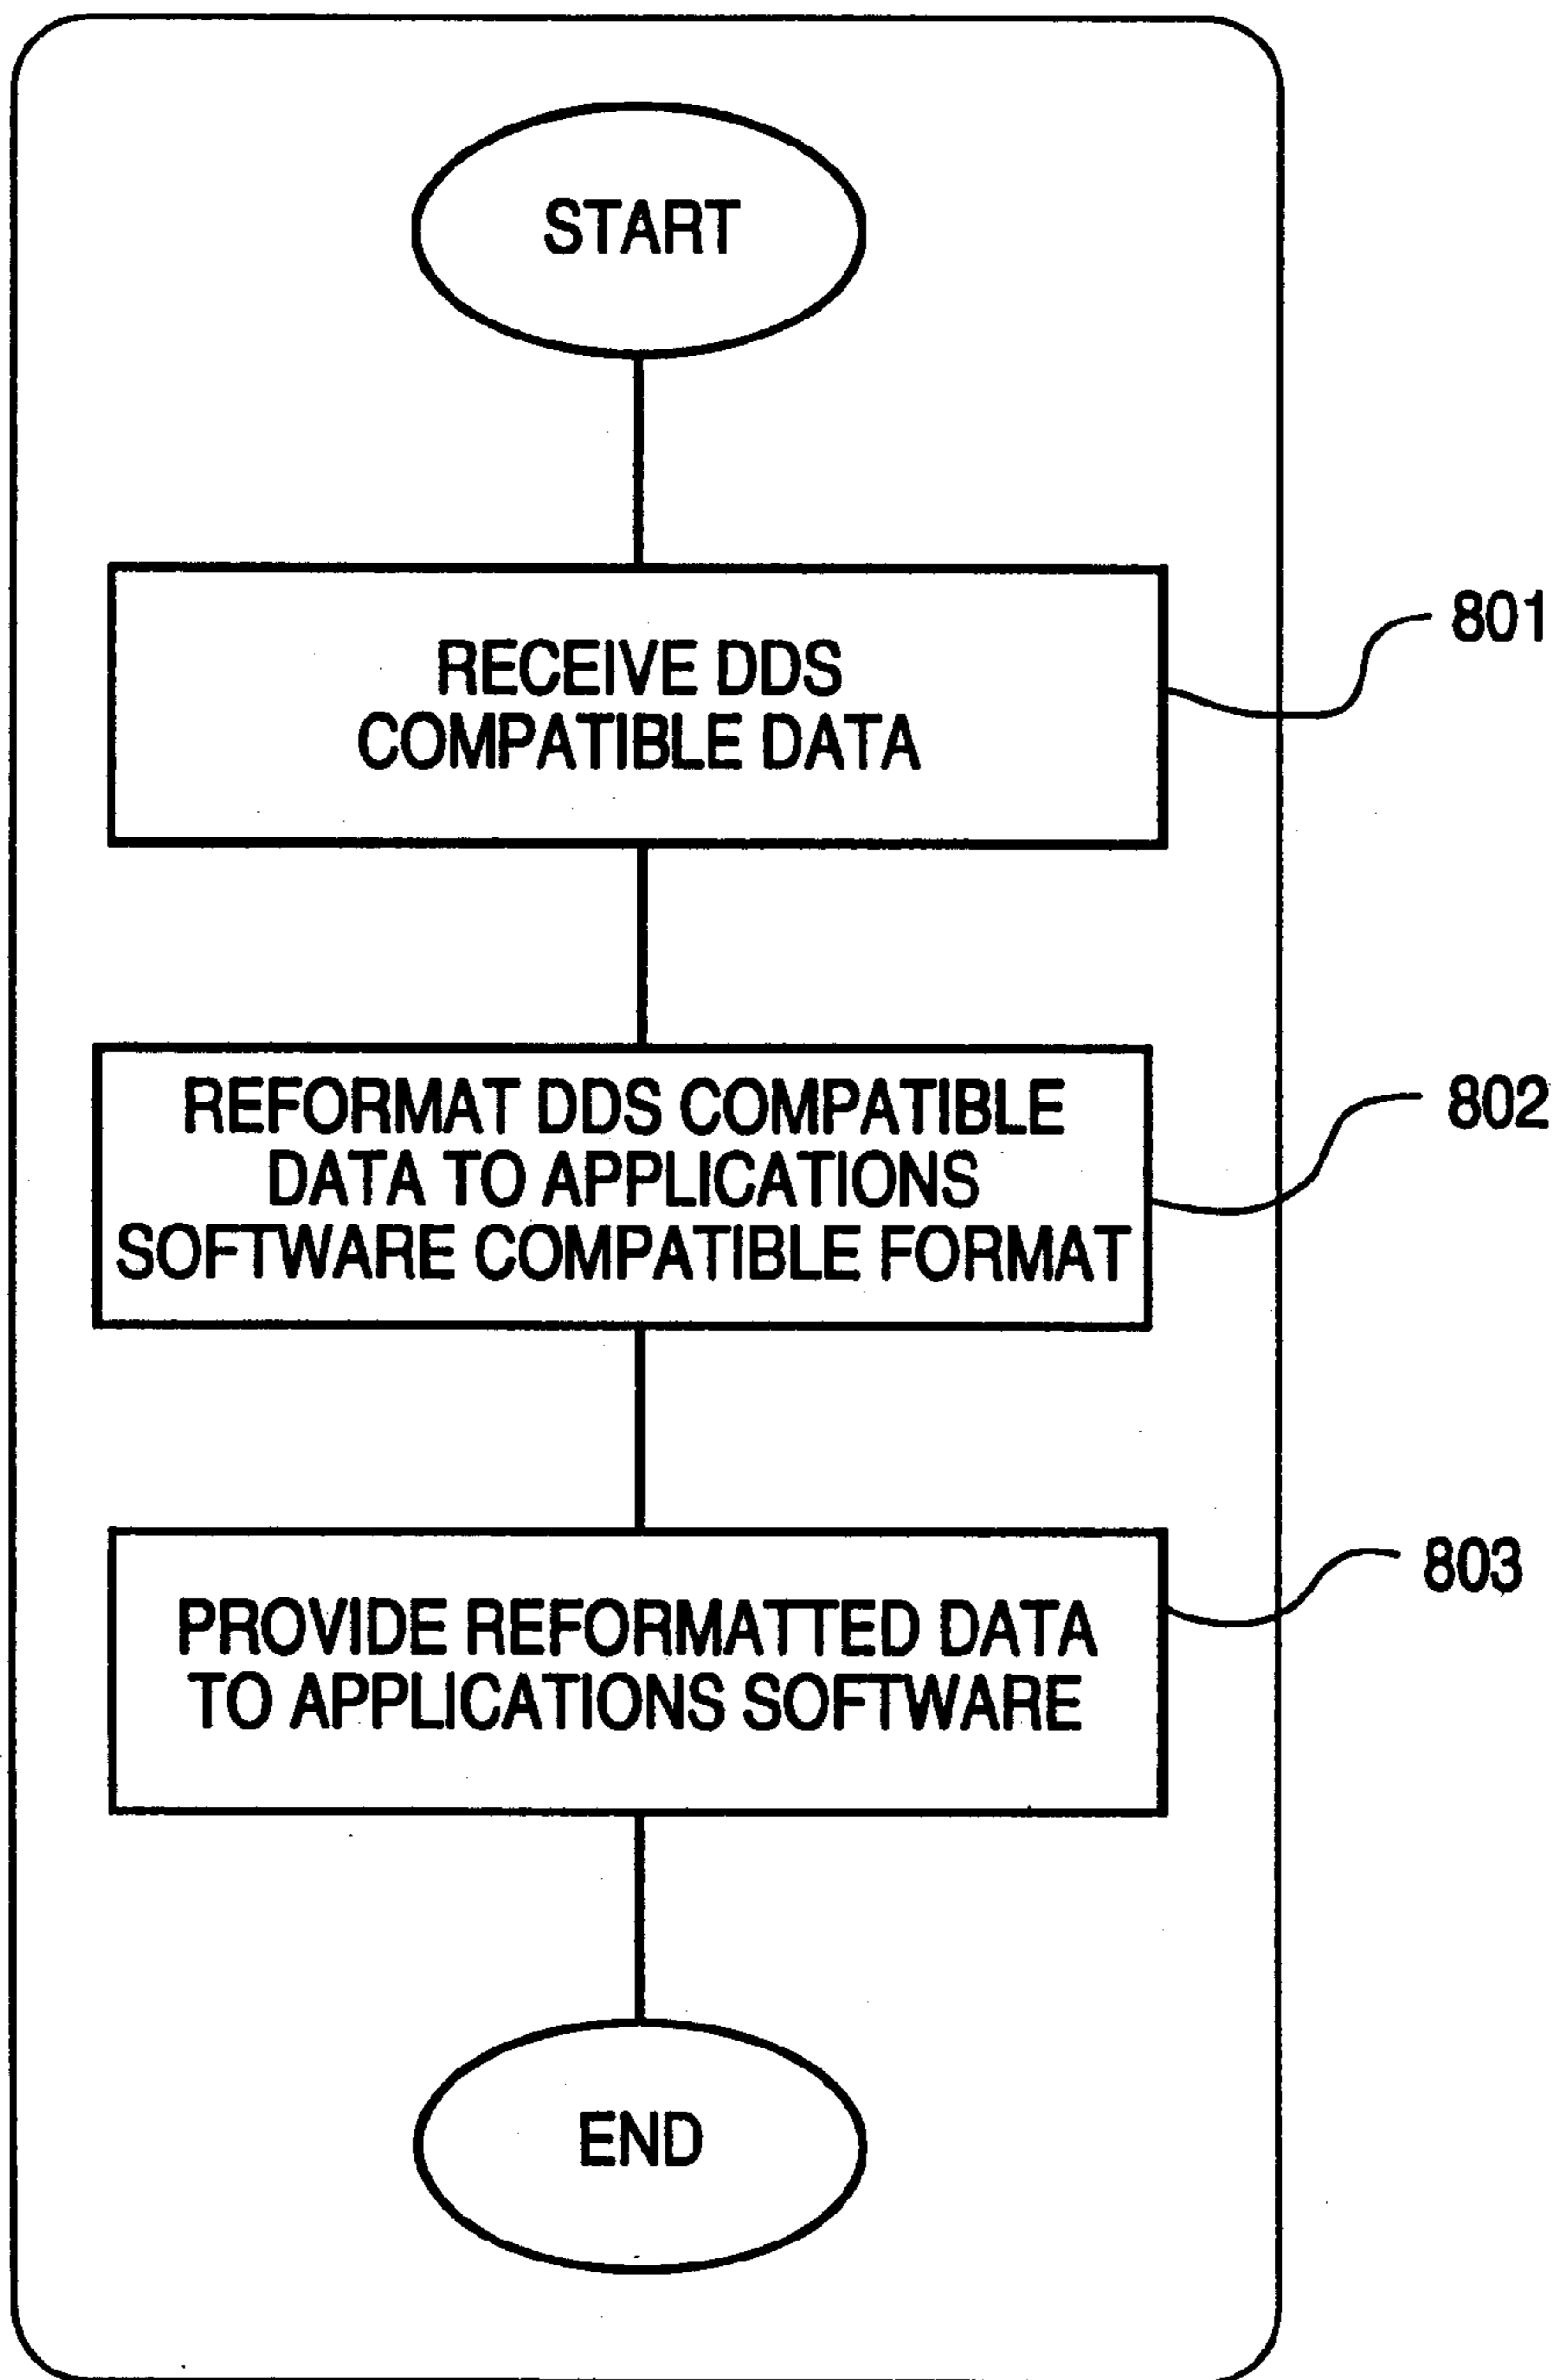 START
RECEIVE DDS
COMPATIBLE DATA
801
REFORMAT DDS COMPATIBLE
DATA TO APPLICATIONS
SOFTWARE COMPATIBLE FORMAT
802
PROVIDE REFORMATTED DATA
TO APPLICATIONS SOFTWARE
803
END